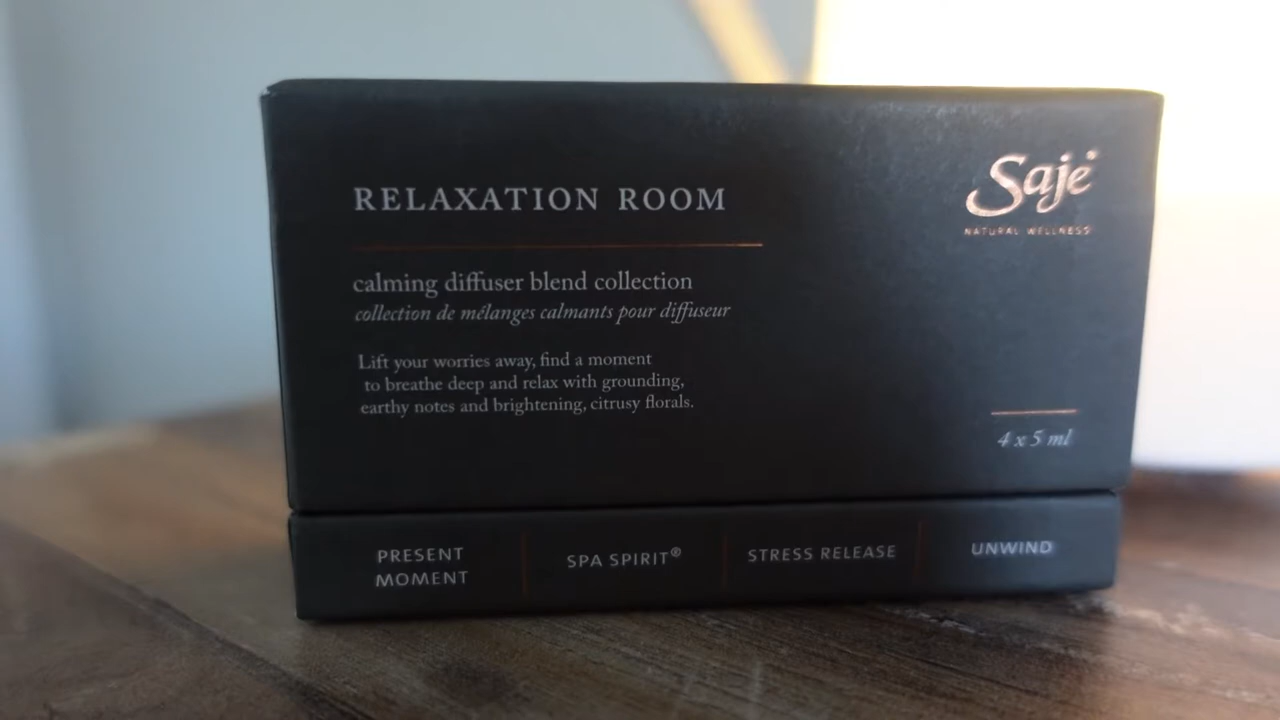 RELAXATION ROOM
calming diffuser blend collection
collection de mélanges calmants pour diffuseur
Lift your worries away, find a moment
to breathe deep and relax with grounding,
earthy notes and brightening, citrusy florals.
Saje
NATURAL WELLNESS
4 x 5 ml
PRESENT
MOMENT
SPA SPIRIT®
STRESS RELEASE
UNWIND